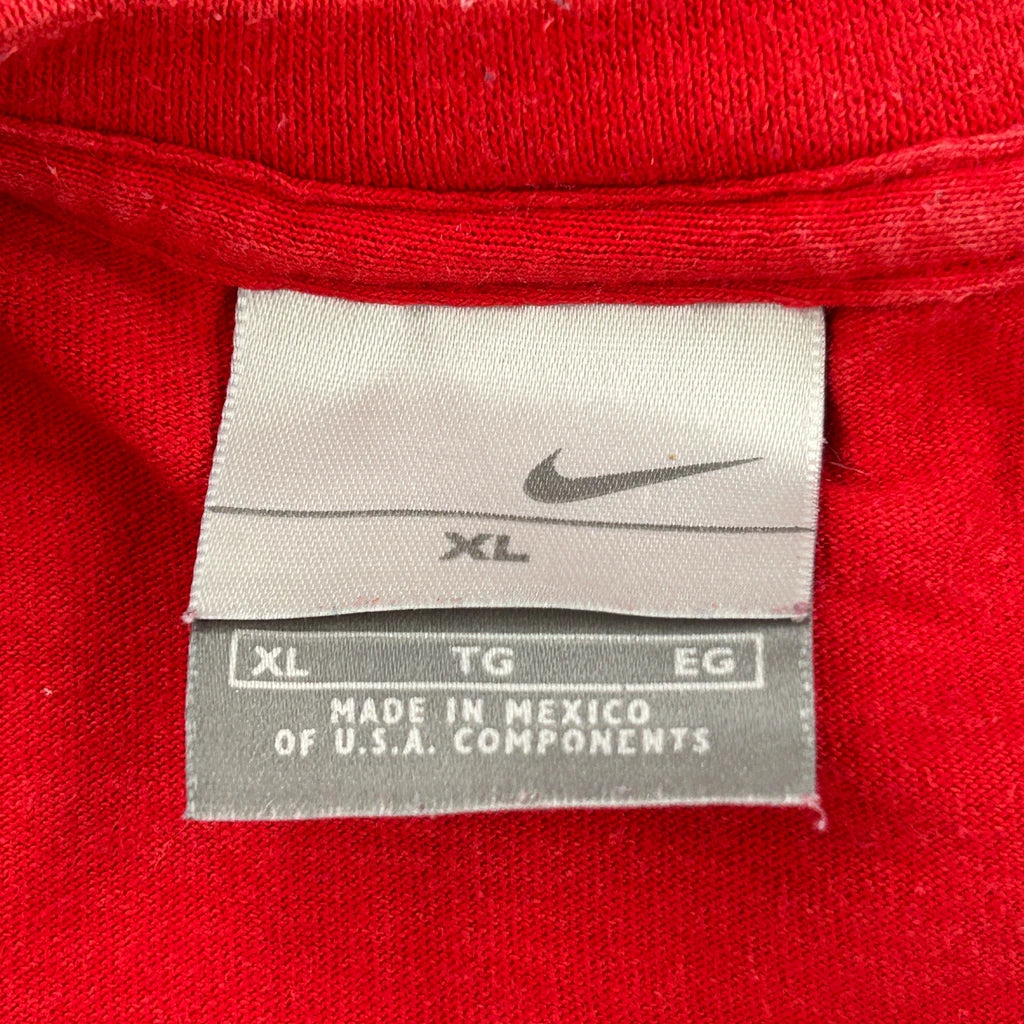 XL
XL TG EG
MADE IN MEXICO
OF U.S.A. COMPONENTS